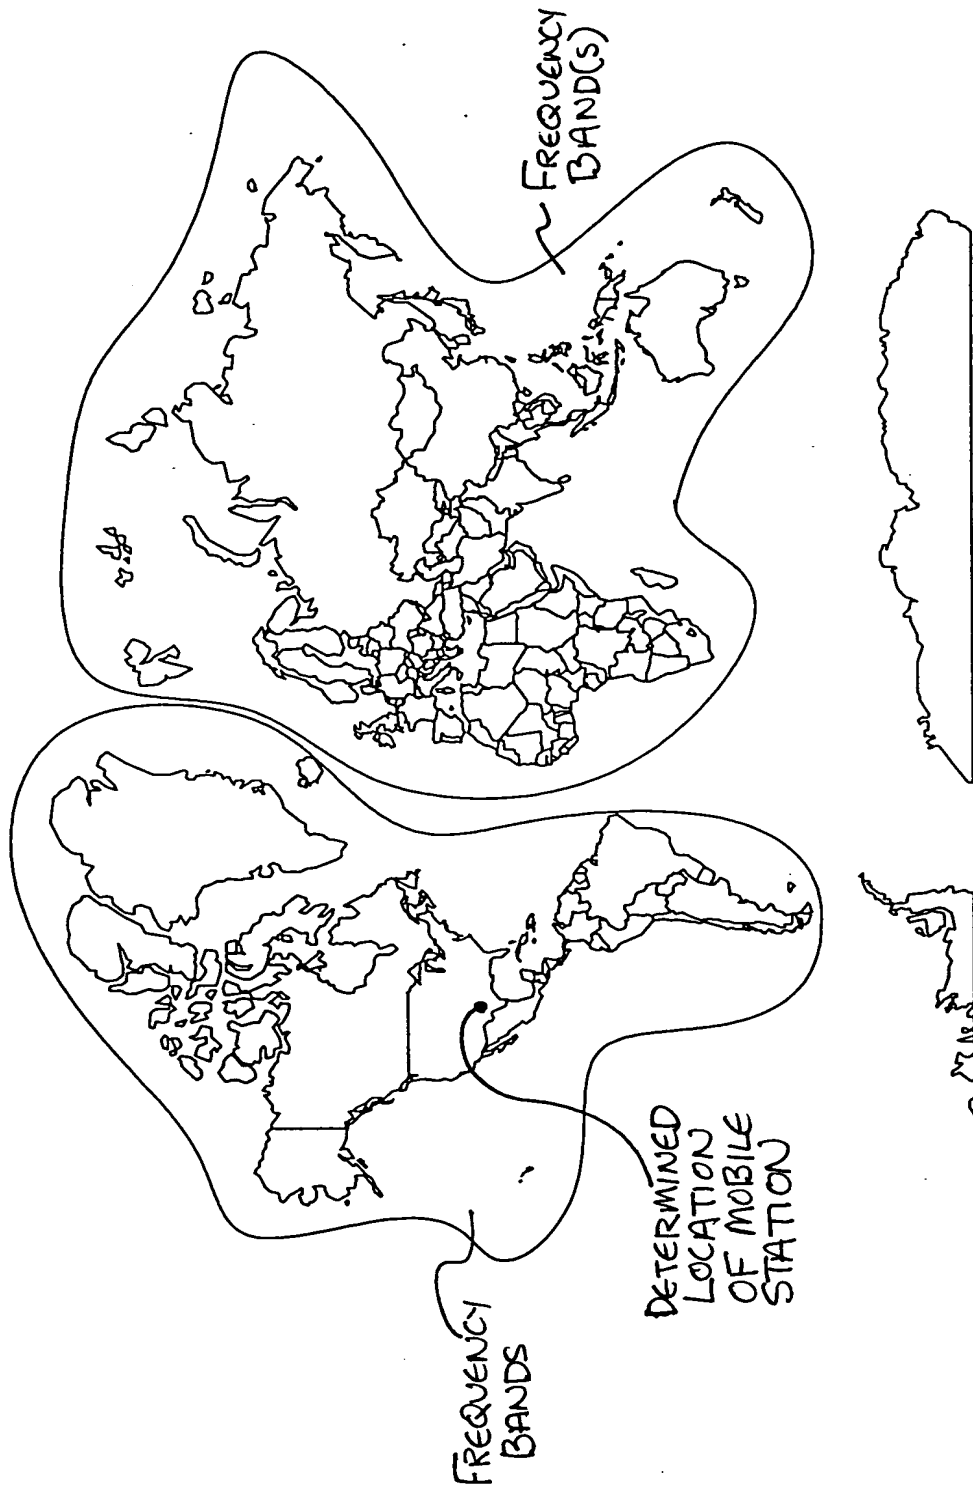 FREQUENCY
BANDS
DETERMINED
LOCATION
OF MOBILE
STATION
FREQUENCY
BAND(S)